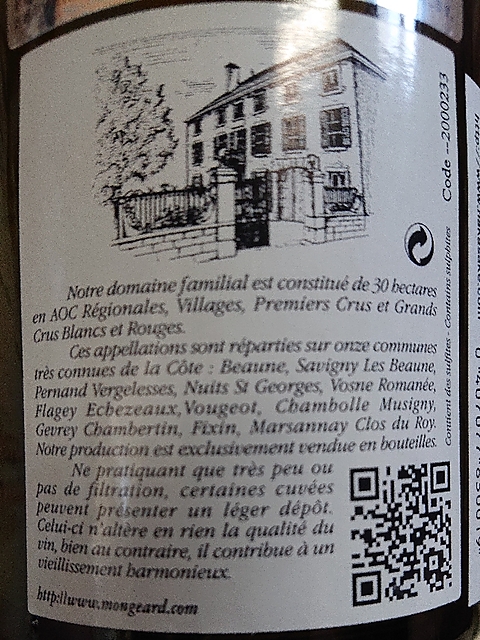 Notre domaine familial est constitué de 30 hectares
en AOC Régionales, Villages, Premiers Crus et Grands
Crus Blancs et Rouges.
Ces appellations sont réparties sur onze communes
très connues de la Côte : Beaune, Savigny Les Beaune,
Pernand Vergelesses, Nuits St Georges, Vosne Romanée,
Flagey Echezeaux, Vougeot, Chambolle Musigny,
Gevrey Chambertin, Fixin, Marsannay Clos du Roy.
Notre production est exclusivement vendue en bouteilles.
Ne pratiquant que très peu ou
pas de filtration, certaines cuvées
peuvent présenter un léger dépôt.
Celui-ci n'altère en rien la qualité du
vin, bien au contraire, il contribue à un
vieillissement harmonieux.
http://www.mongeard.com
Code --2000233
Contient des sulfites - Contains sulphites